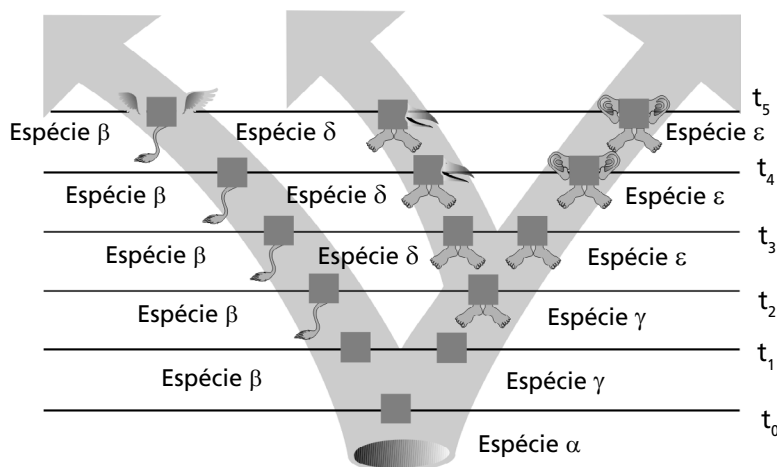 t5
Espécie β Espécie δ Espécie ε
t4
Espécie β Espécie δ Espécie ε
t3
Espécie β Espécie δ Espécie ε
t2
Espécie β Espécie γ
t1
Espécie β Espécie γ
t0
Espécie α